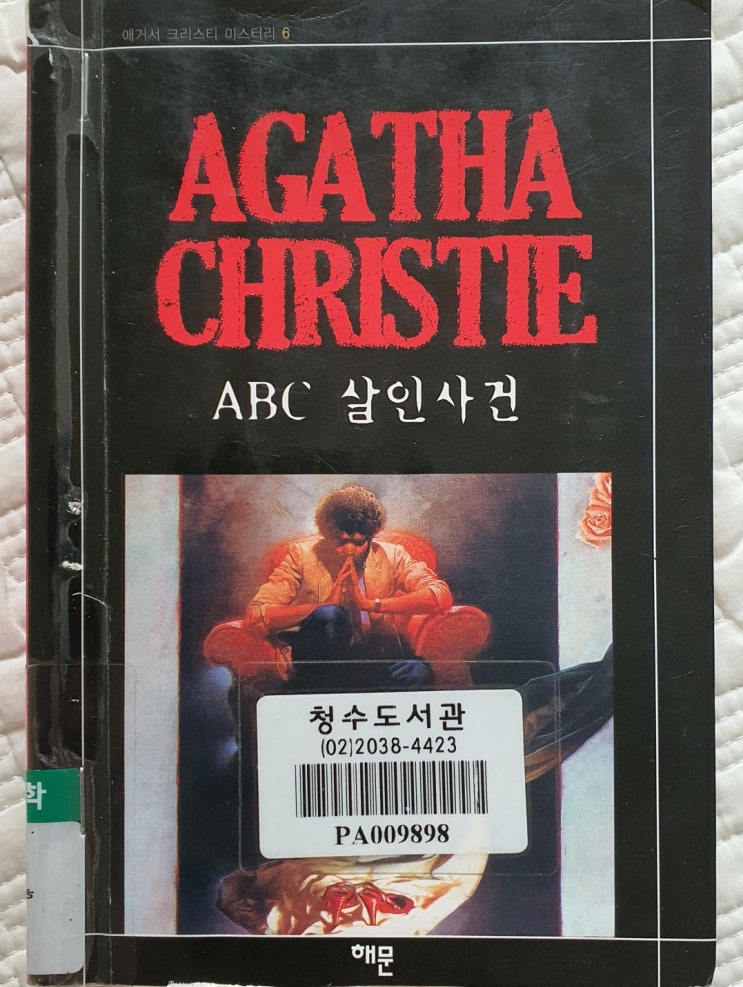 애거서 크리스티 미스터리 6
AGATHA
CHRISTIE
ABC 살인사건
청수도서관
(02)2038-4423
PA009898
학
해문